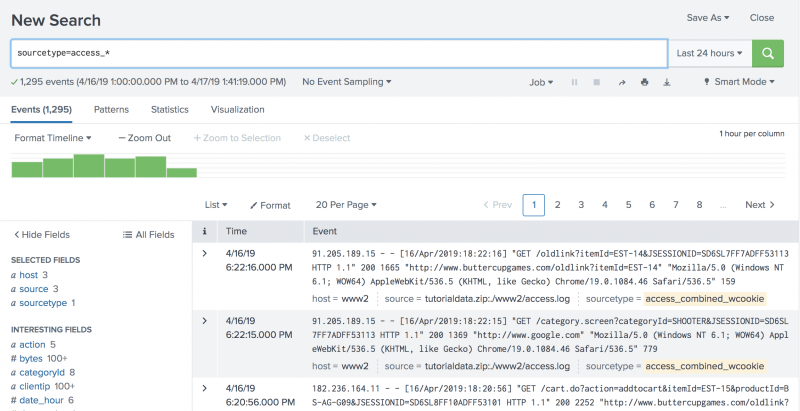 New Search
Save As
Close
sourcetype=access_*
Last 24 hours
1,295 events (4/16/19 1:00:00.000 PM to 4/17/19 1:41:19.000 PM)
No Event Sampling
Job
Smart Mode
Events (1,295)
Patterns
Statistics
Visualization
Format Timeline
— Zoom Out
+ Zoom to Selection
× Deselect
1 hour per column
List
Format
20 Per Page
< Prev
1
2
3
4
5
6
7
8
...
Next >
< Hide Fields
All Fields
SELECTED FIELDS
a host 3
a source 3
a sourcetype 1
INTERESTING FIELDS
a action 5
# bytes 100+
a categoryId 8
a clientip 100+
# date_hour 6
i
Time
Event
4/16/19
6:22:16.000 PM
91.205.189.15 - - [16/Apr/2019:18:22:16] "GET /oldlink?itemId=EST-14&JSESSIONID=SD6SL7FF7ADFF53113
HTTP 1.1" 200 1665 "http://www.buttercupgames.com/oldlink?itemId=EST-14" "Mozilla/5.0 (Windows NT
6.1; WOW64) AppleWebKit/536.5 (KHTML, like Gecko) Chrome/19.0.1084.46 Safari/536.5" 159
host = www2
source = tutorialdata.zip:./www2/access.log
sourcetype = access_combined_wcookie
4/16/19
6:22:15.000 PM
91.205.189.15 - - [16/Apr/2019:18:22:15] "GET /category.screen?categoryId=SHOOTER&JSESSIONID=SD6SL
7FF7ADFF53113 HTTP 1.1" 200 1369 "http://www.google.com" "Mozilla/5.0 (Windows NT 6.1; WOW64) Appl
eWebKit/536.5 (KHTML, like Gecko) Chrome/19.0.1084.46 Safari/536.5" 779
host = www2
source = tutorialdata.zip:./www2/access.log
sourcetype = access_combined_wcookie
4/16/19
6:20:56.000 PM
182.236.164.11 - - [16/Apr/2019:18:20:56] "GET /cart.do?action=addtocart&itemId=EST-15&productId=B
S-AG-G09&JSESSIONID=SD6SL8FF10ADFF53101 HTTP 1.1" 200 2252 "http://www.buttercupgames.com/oldlink?